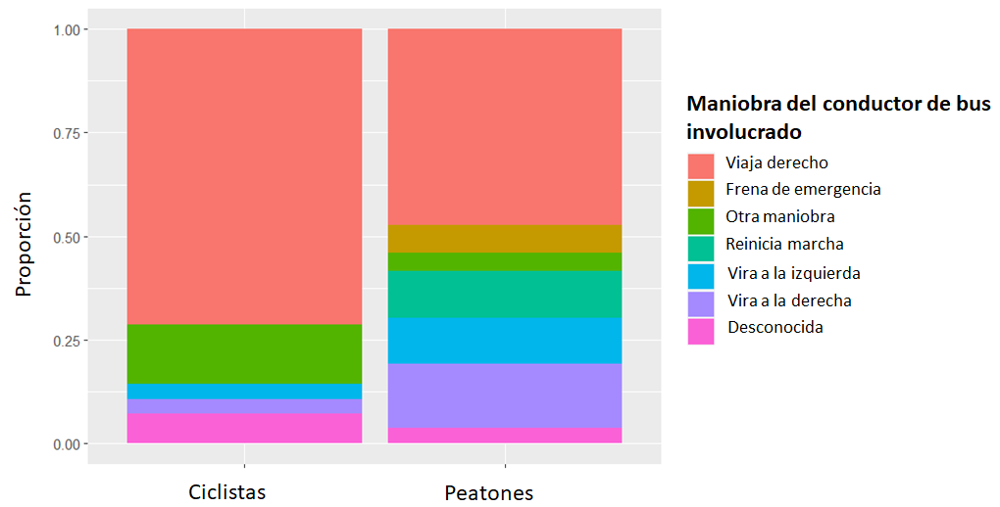 1.00
0.75
0.50
0.25
0.00
Proporción
Ciclistas
Peatones
Maniobra del conductor de bus
involucrado
Viaja derecho
Frena de emergencia
Otra maniobra
Reinicia marcha
Vira a la izquierda
Vira a la derecha
Desconocida